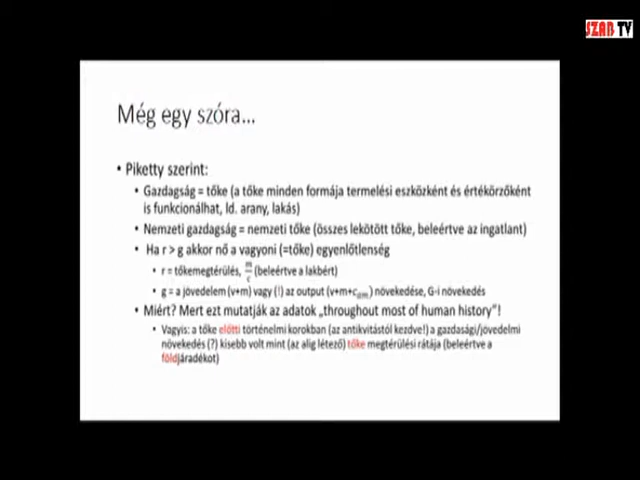 SZAB TV
Még egy szóra...
• Piketty szerint:
• Gazdagság = tőke (a tőke minden formája termelési eszközként és értékőrzőként
is funkcionálhat, ld. arany, lakás)
• Nemzeti gazdagság = nemzeti tőke (összes lekötött tőke, beleértve az ingatlant)
• Ha r > g akkor nő a vagyoni (=tőke) egyenlőtlenség
• r = tőkemegtérülés, m/c (beleértve a lakbért)
• g = a jövedelem (v+m) vagy (!) az output (v+m+cam) növekedése, G-i növekedés
• Miért? Mert ezt mutatják az adatok „throughout most of human history"!
• Vagyis: a tőke előtti történelmi korokban (az antikvitástól kezdve!) a gazdasági/jövedelmi
növekedés (?) kisebb volt mint (az alig létező) tőke megtérülési rátája (beleértve a
földjáradékot)